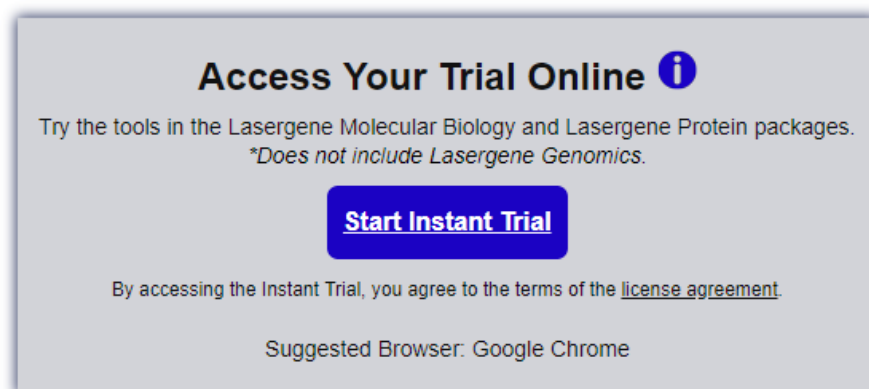 Access Your Trial Online i
Try the tools in the Lasergene Molecular Biology and Lasergene Protein packages.
*Does not include Lasergene Genomics.
Start Instant Trial
By accessing the Instant Trial, you agree to the terms of the license agreement.
Suggested Browser: Google Chrome